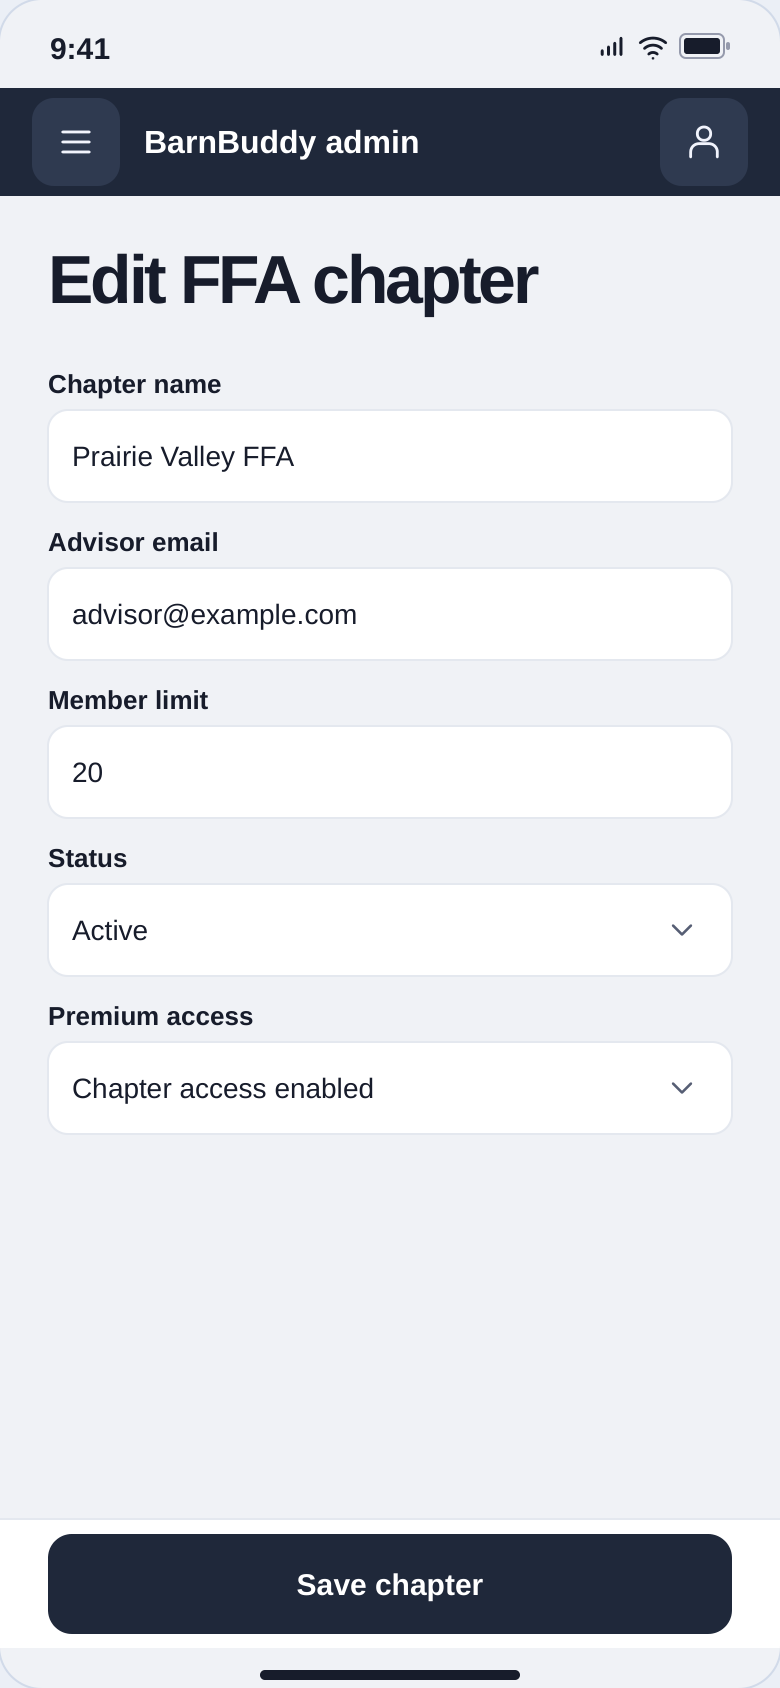 9:41
BarnBuddy admin
Edit FFA chapter
Chapter name
Prairie Valley FFA
Advisor email
advisor@example.com
Member limit
20
Status
Active
Premium access
Chapter access enabled
Save chapter